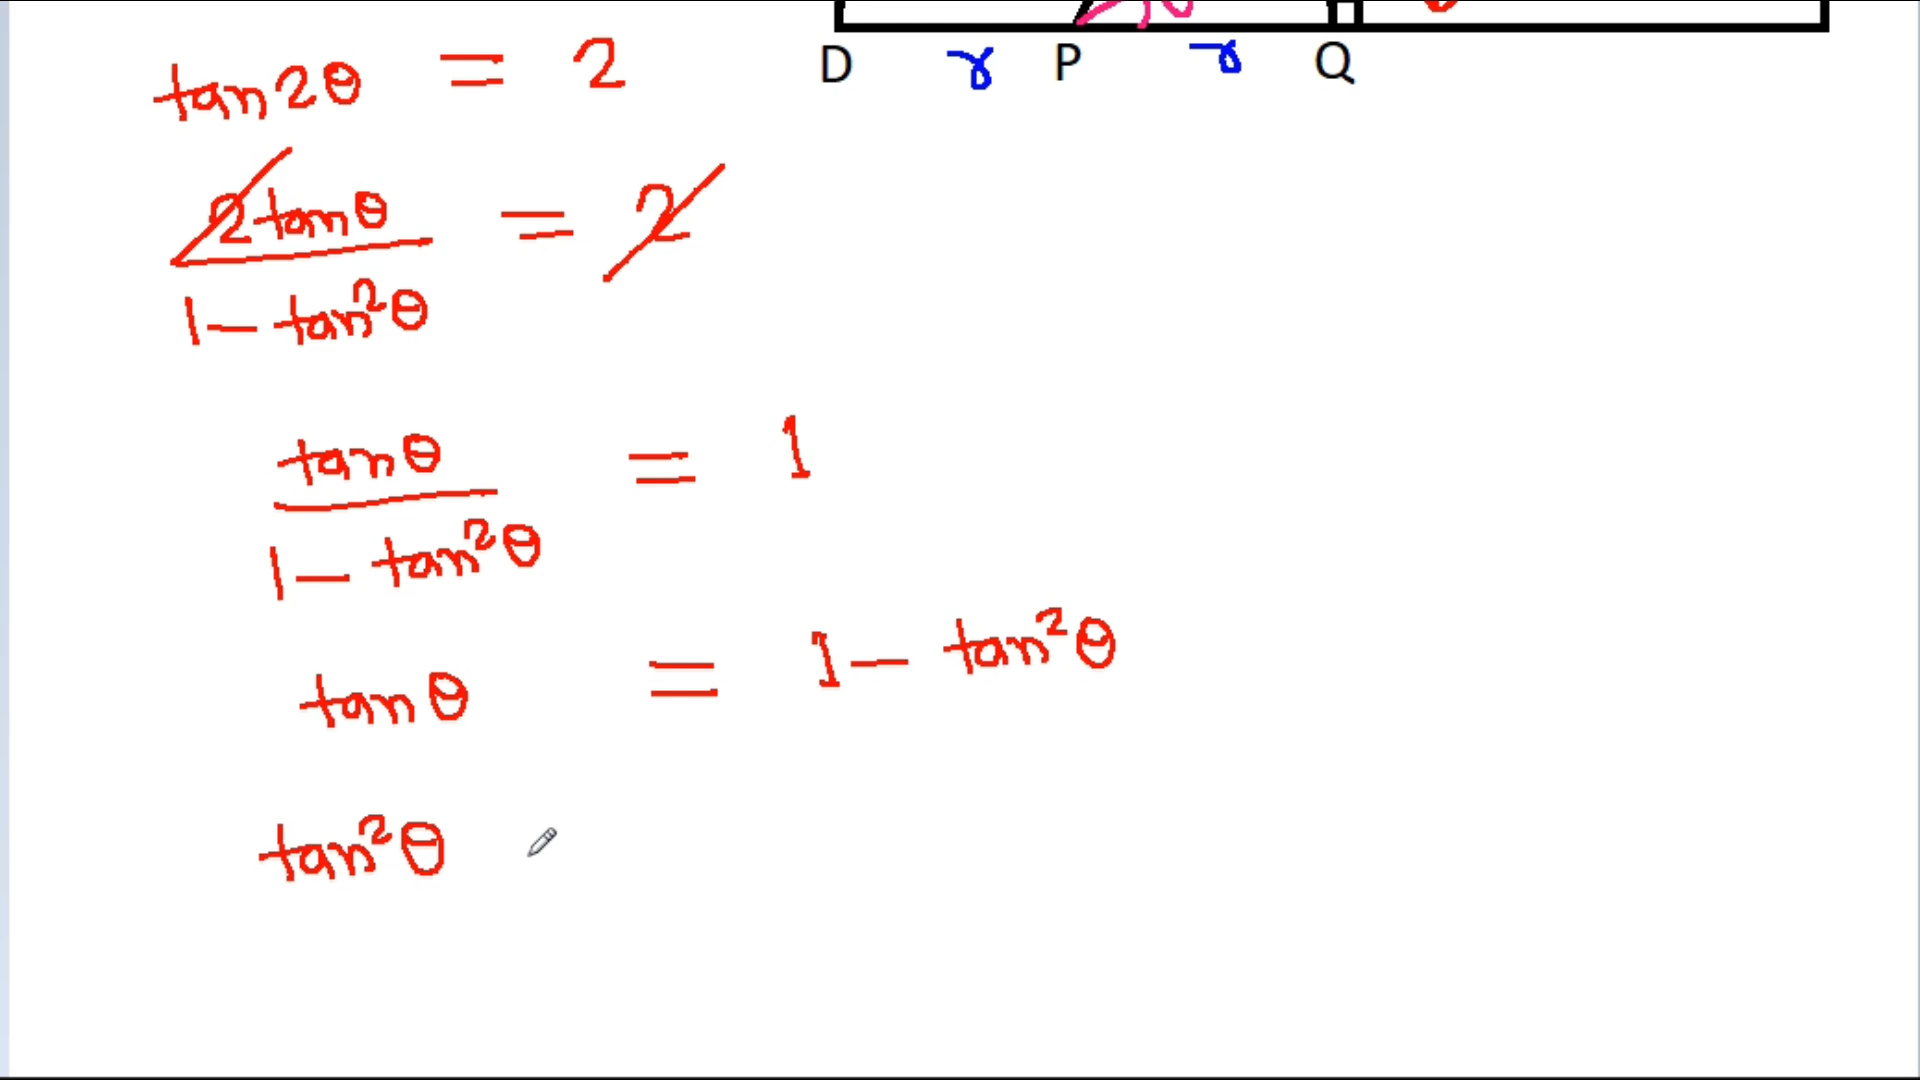 D r P r Q
tan2θ = 2
2tanθ / 1 - tan²θ = 2
tanθ / 1 - tan²θ = 1
tanθ = 1 - tan²θ
tan²θ